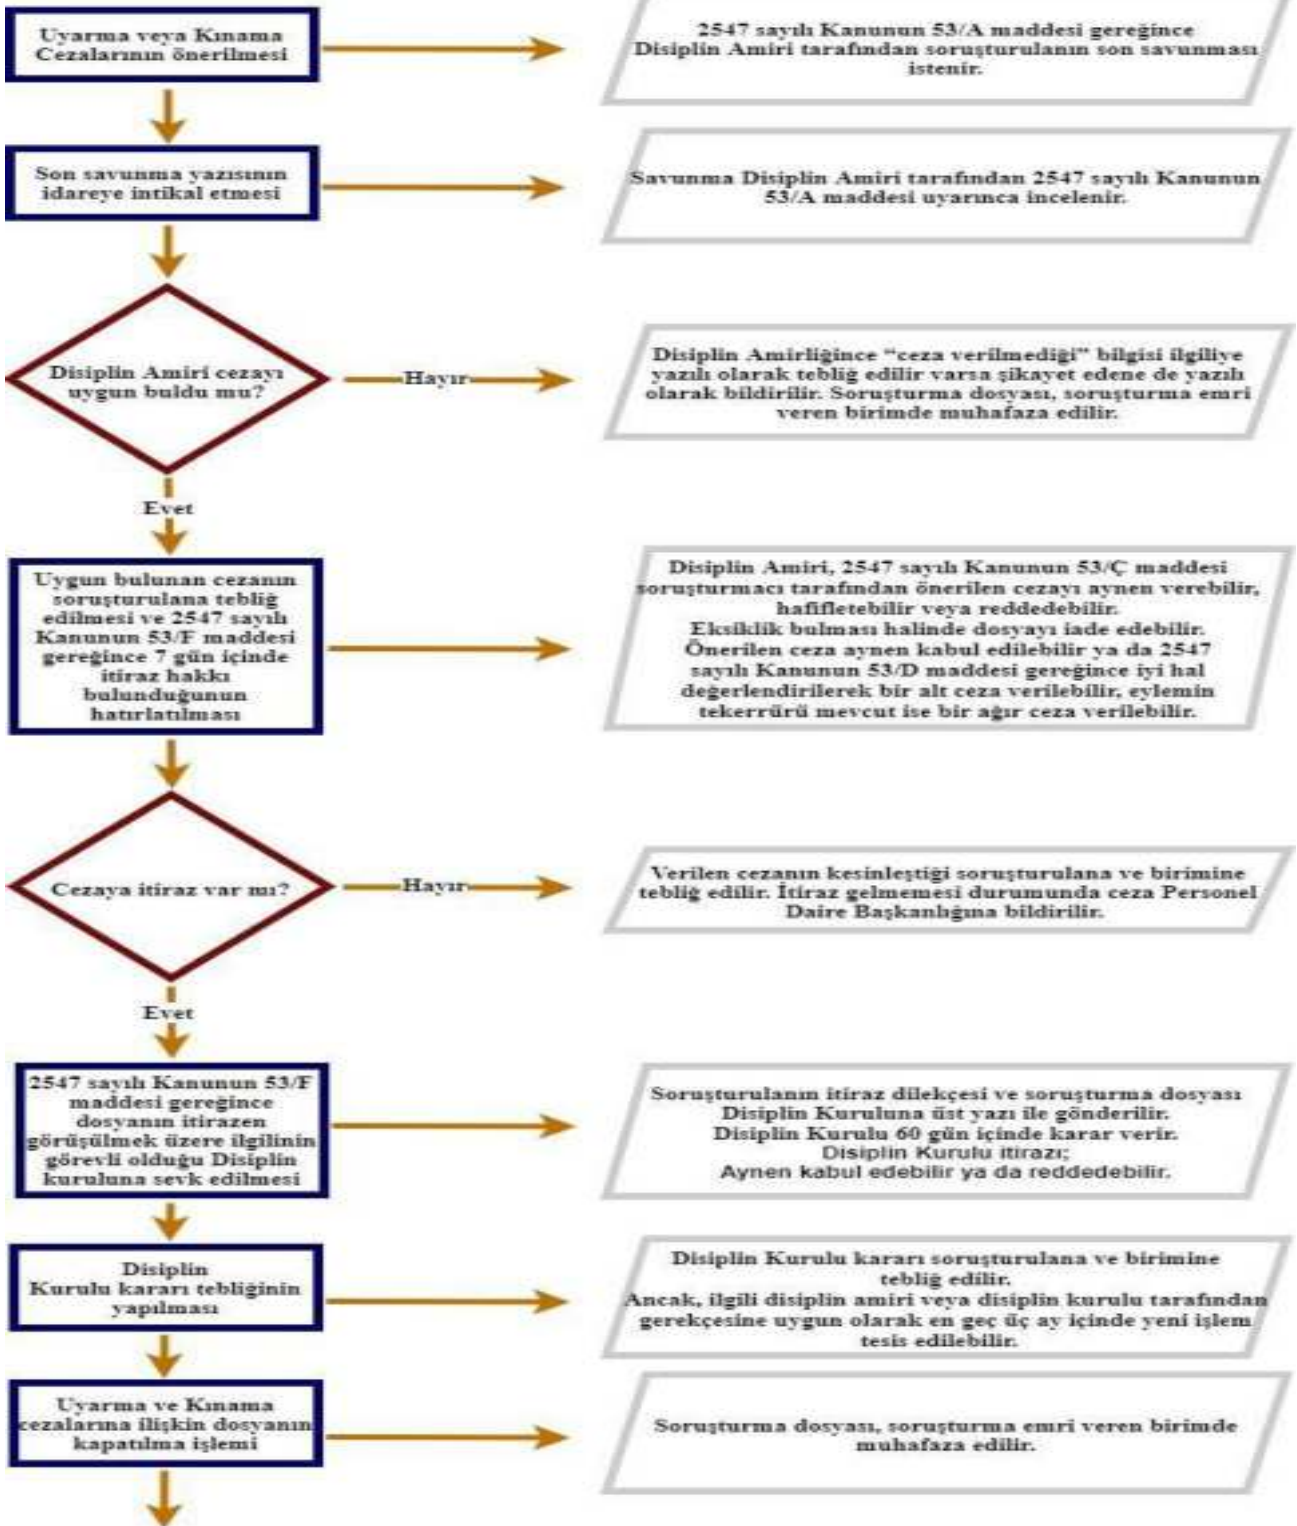 Uyarma veya Kınama
Cezalarının önerilmesi
2547 sayılı Kanunun 53/A maddesi gereğince
Disiplin Amiri tarafından soruşturulanın son savunması
istenir.
Son savunma yazısının
idareye intikal etmesi
Savunma Disiplin Amiri tarafından 2547 sayılı Kanunun
53/A maddesi uyarınca incelenir.
Disiplin Amiri cezayı
uygun buldu mu?
Hayır
Disiplin Amirliğince “ceza verilmediği” bilgisi ilgiliye
yazılı olarak tebliğ edilir varsa şikayet edene de yazılı
olarak bildirilir. Soruşturma dosyası, soruşturma emri
veren birimde muhafaza edilir.
Evet
Uygun bulunan cezanın
soruşturulana tebliğ
edilmesi ve 2547 sayılı
Kanunun 53/F maddesi
gereğince 7 gün içinde
itiraz hakkı
bulunduğunun
hatırlatılması
Disiplin Amiri, 2547 sayılı Kanunun 53/Ç maddesi
soruşturmacı tarafından önerilen cezayı aynen verebilir,
hafifletebilir veya reddedebilir.
Eksiklik bulması halinde dosyayı iade edebilir.
Önerilen ceza aynen kabul edilebilir ya da 2547
sayılı Kanunun 53/D maddesi gereğince iyi hal
değerlendirilerek bir alt ceza verilebilir, eylemin
tekerrürü mevcut ise bir ağır ceza verilebilir.
Cezaya itiraz var mı?
Hayır
Verilen cezanın kesinleştiği soruşturulana ve birimine
tebliğ edilir. İtiraz gelmemesi durumunda ceza Personel
Daire Başkanlığına bildirilir.
Evet
2547 sayılı Kanunun 53/F
maddesi gereğince
dosyanın itirazen
görüşülmek üzere ilgilinin
görevli olduğu Disiplin
kuruluna sevk edilmesi
Soruşturulanın itiraz dilekçesi ve soruşturma dosyası
Disiplin Kuruluna üst yazı ile gönderilir.
Disiplin Kurulu 60 gün içinde karar verir.
Disiplin Kurulu itirazı;
Aynen kabul edebilir ya da reddedebilir.
Disiplin
Kurulu kararı tebliğinin
yapılması
Disiplin Kurulu kararı soruşturulana ve birimine
tebliğ edilir.
Ancak, ilgili disiplin amiri veya disiplin kurulu tarafından
gerekçesine uygun olarak en geç üç ay içinde yeni işlem
tesis edilebilir.
Uyarma ve Kınama
cezalarına ilişkin dosyanın
kapatılma işlemi
Soruşturma dosyası, soruşturma emri veren birimde
muhafaza edilir.